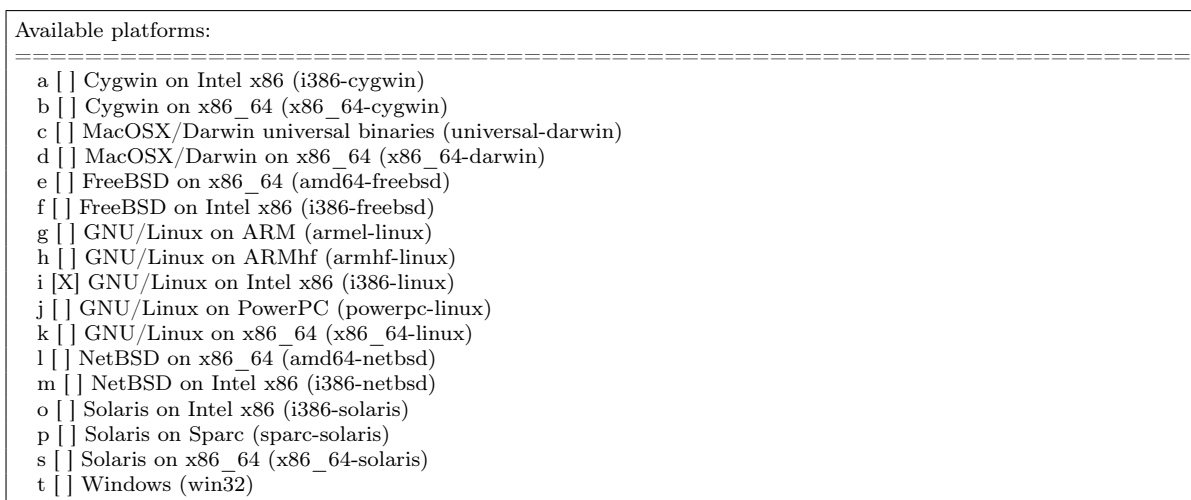 Available platforms:
===============================================================================
a [ ] Cygwin on Intel x86 (i386-cygwin)
b [ ] Cygwin on x86_64 (x86_64-cygwin)
c [ ] MacOSX/Darwin universal binaries (universal-darwin)
d [ ] MacOSX/Darwin on x86_64 (x86_64-darwin)
e [ ] FreeBSD on x86_64 (amd64-freebsd)
f [ ] FreeBSD on Intel x86 (i386-freebsd)
g [ ] GNU/Linux on ARM (armel-linux)
h [ ] GNU/Linux on ARMhf (armhf-linux)
i [X] GNU/Linux on Intel x86 (i386-linux)
j [ ] GNU/Linux on PowerPC (powerpc-linux)
k [ ] GNU/Linux on x86_64 (x86_64-linux)
l [ ] NetBSD on x86_64 (amd64-netbsd)
m [ ] NetBSD on Intel x86 (i386-netbsd)
o [ ] Solaris on Intel x86 (i386-solaris)
p [ ] Solaris on Sparc (sparc-solaris)
s [ ] Solaris on x86_64 (x86_64-solaris)
t [ ] Windows (win32)